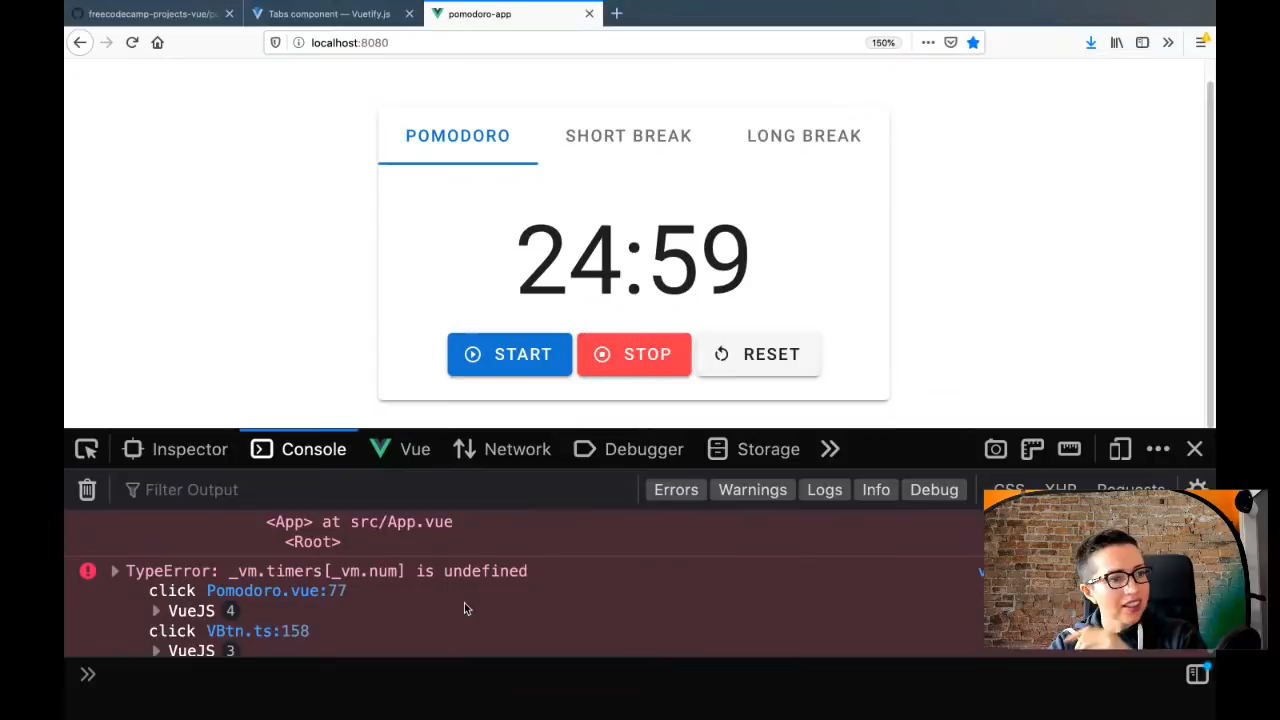 freecodecamp-projects-vue/p
Tabs component — Vuetify.js
pomodoro-app
localhost:8080
150%
POMODORO
SHORT BREAK
LONG BREAK
24:59
START
STOP
RESET
Inspector
Console
Vue
Network
Debugger
Storage
Filter Output
Errors
Warnings
Logs
Info
Debug
CSS
XHR
Requests
<App> at src/App.vue
<Root>
TypeError: _vm.timers[_vm.num] is undefined
click Pomodoro.vue:77
VueJS 4
click VBtn.ts:158
VueJS 3